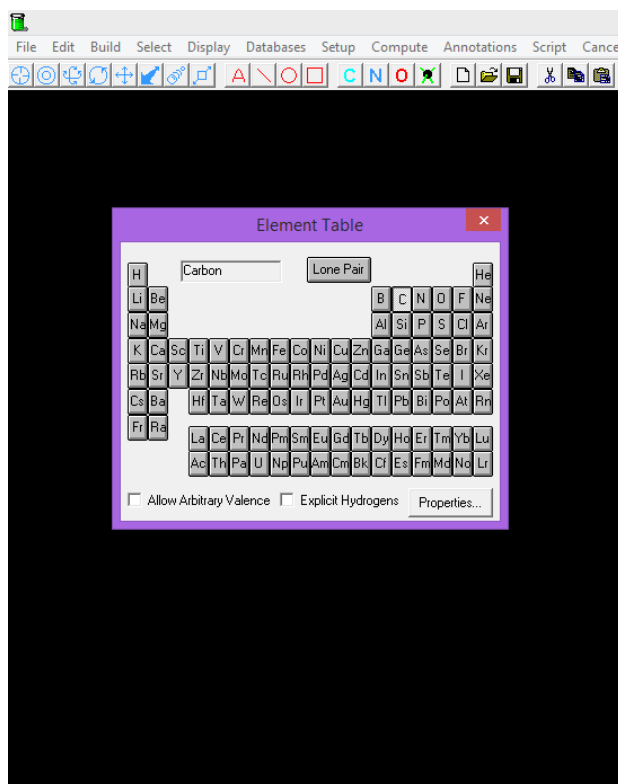 File Edit Build Select Display Databases Setup Compute Annotations Script Cance
A C N O
Element Table
Carbon Lone Pair
H He
Li Be B C N O F Ne
Na Mg Al Si P S Cl Ar
K Ca Sc Ti V Cr Mn Fe Co Ni Cu Zn Ga Ge As Se Br Kr
Rb Sr Y Zr Nb Mo Tc Ru Rh Pd Ag Cd In Sn Sb Te I Xe
Cs Ba Hf Ta W Re Os Ir Pt Au Hg Tl Pb Bi Po At Rn
Fr Ra
La Ce Pr Nd Pm Sm Eu Gd Tb Dy Ho Er Tm Yb Lu
Ac Th Pa U Np Pu Am Cm Bk Cf Es Fm Md No Lr
Allow Arbitrary Valence Explicit Hydrogens Properties...